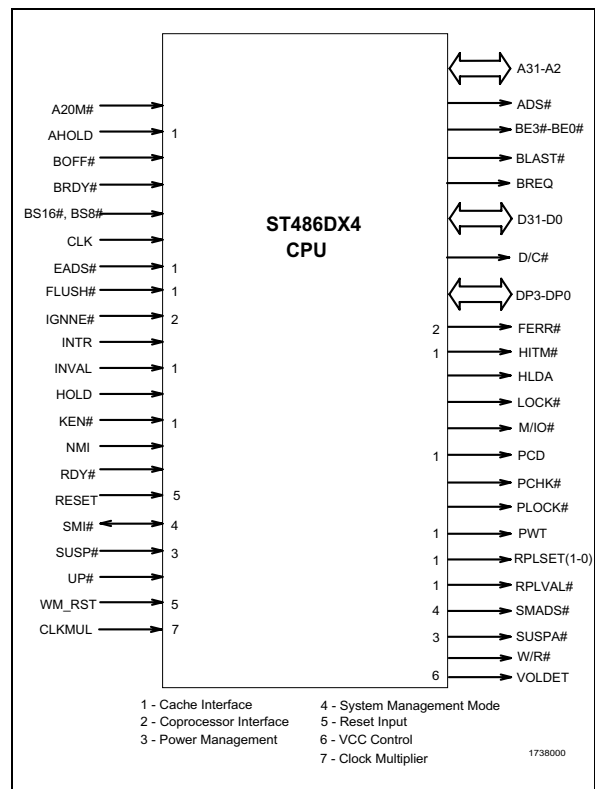 A31-A2
A20M#
ADS#
AHOLD 1
BE3#-BE0#
BOFF#
BLAST#
BRDY#
BREQ
BS16#, BS8#
ST486DX4
CPU
D31-D0
CLK
D/C#
EADS# 1
FLUSH# 1
DP3-DP0
IGNNE# 2
2 FERR#
INTR
1 HITM#
INVAL 1
HLDA
HOLD
LOCK#
KEN# 1
M/IO#
NMI
1 PCD
RDY#
PCHK#
RESET 5
PLOCK#
SMI# 4
1 PWT
SUSP# 3
1 RPLSET(1-0)
UP#
1 RPLVAL#
WM_RST 5
4 SMADS#
CLKMUL 7
3 SUSPA#
W/R#
6 VOLDET
1 - Cache Interface
2 - Coprocessor Interface
3 - Power Management
4 - System Management Mode
5 - Reset Input
6 - VCC Control
7 - Clock Multiplier
1738000